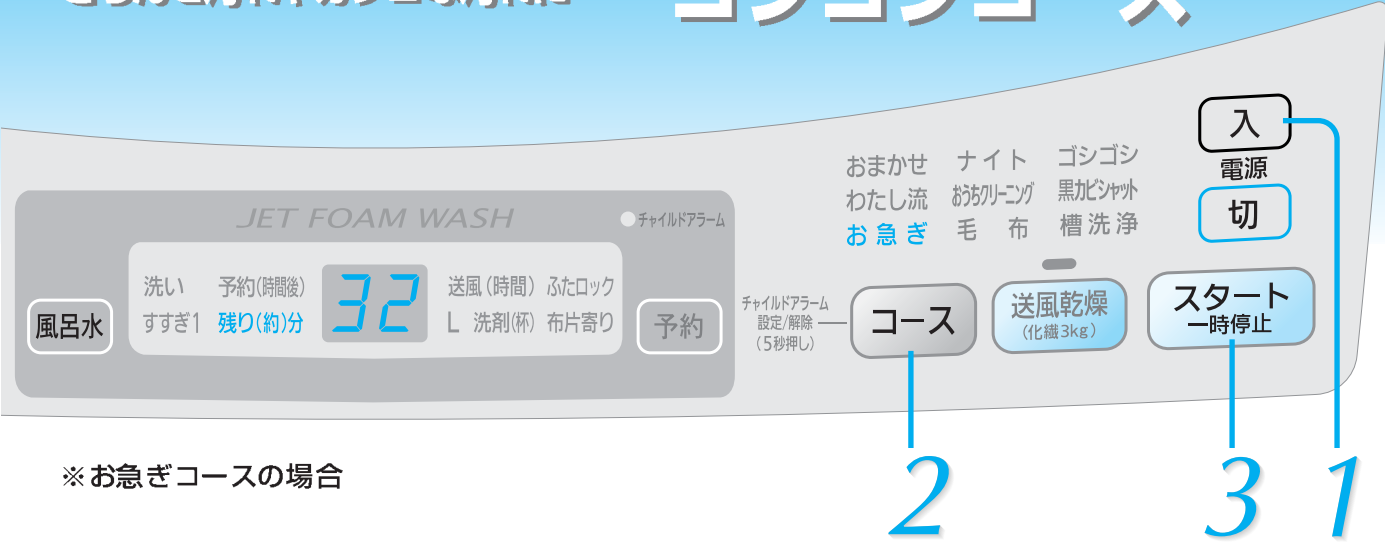 入
電源
切
おまかせ ナイト ゴシゴシ
わたし流 おうちクリーニング 黒カビシャット
お急ぎ 毛布 槽洗浄
JET FOAM WASH
チャイルドアラーム
洗い 予約(時間後) 32 送風(時間) ふたロック
すすぎ1 残り(約)分 L 洗剤(杯) 布片寄り
風呂水
予約
チャイルドアラーム
設定/解除
(5秒押し)
コース
送風乾燥
(化繊3kg)
スタート
一時停止
※お急ぎコースの場合
2
3
1